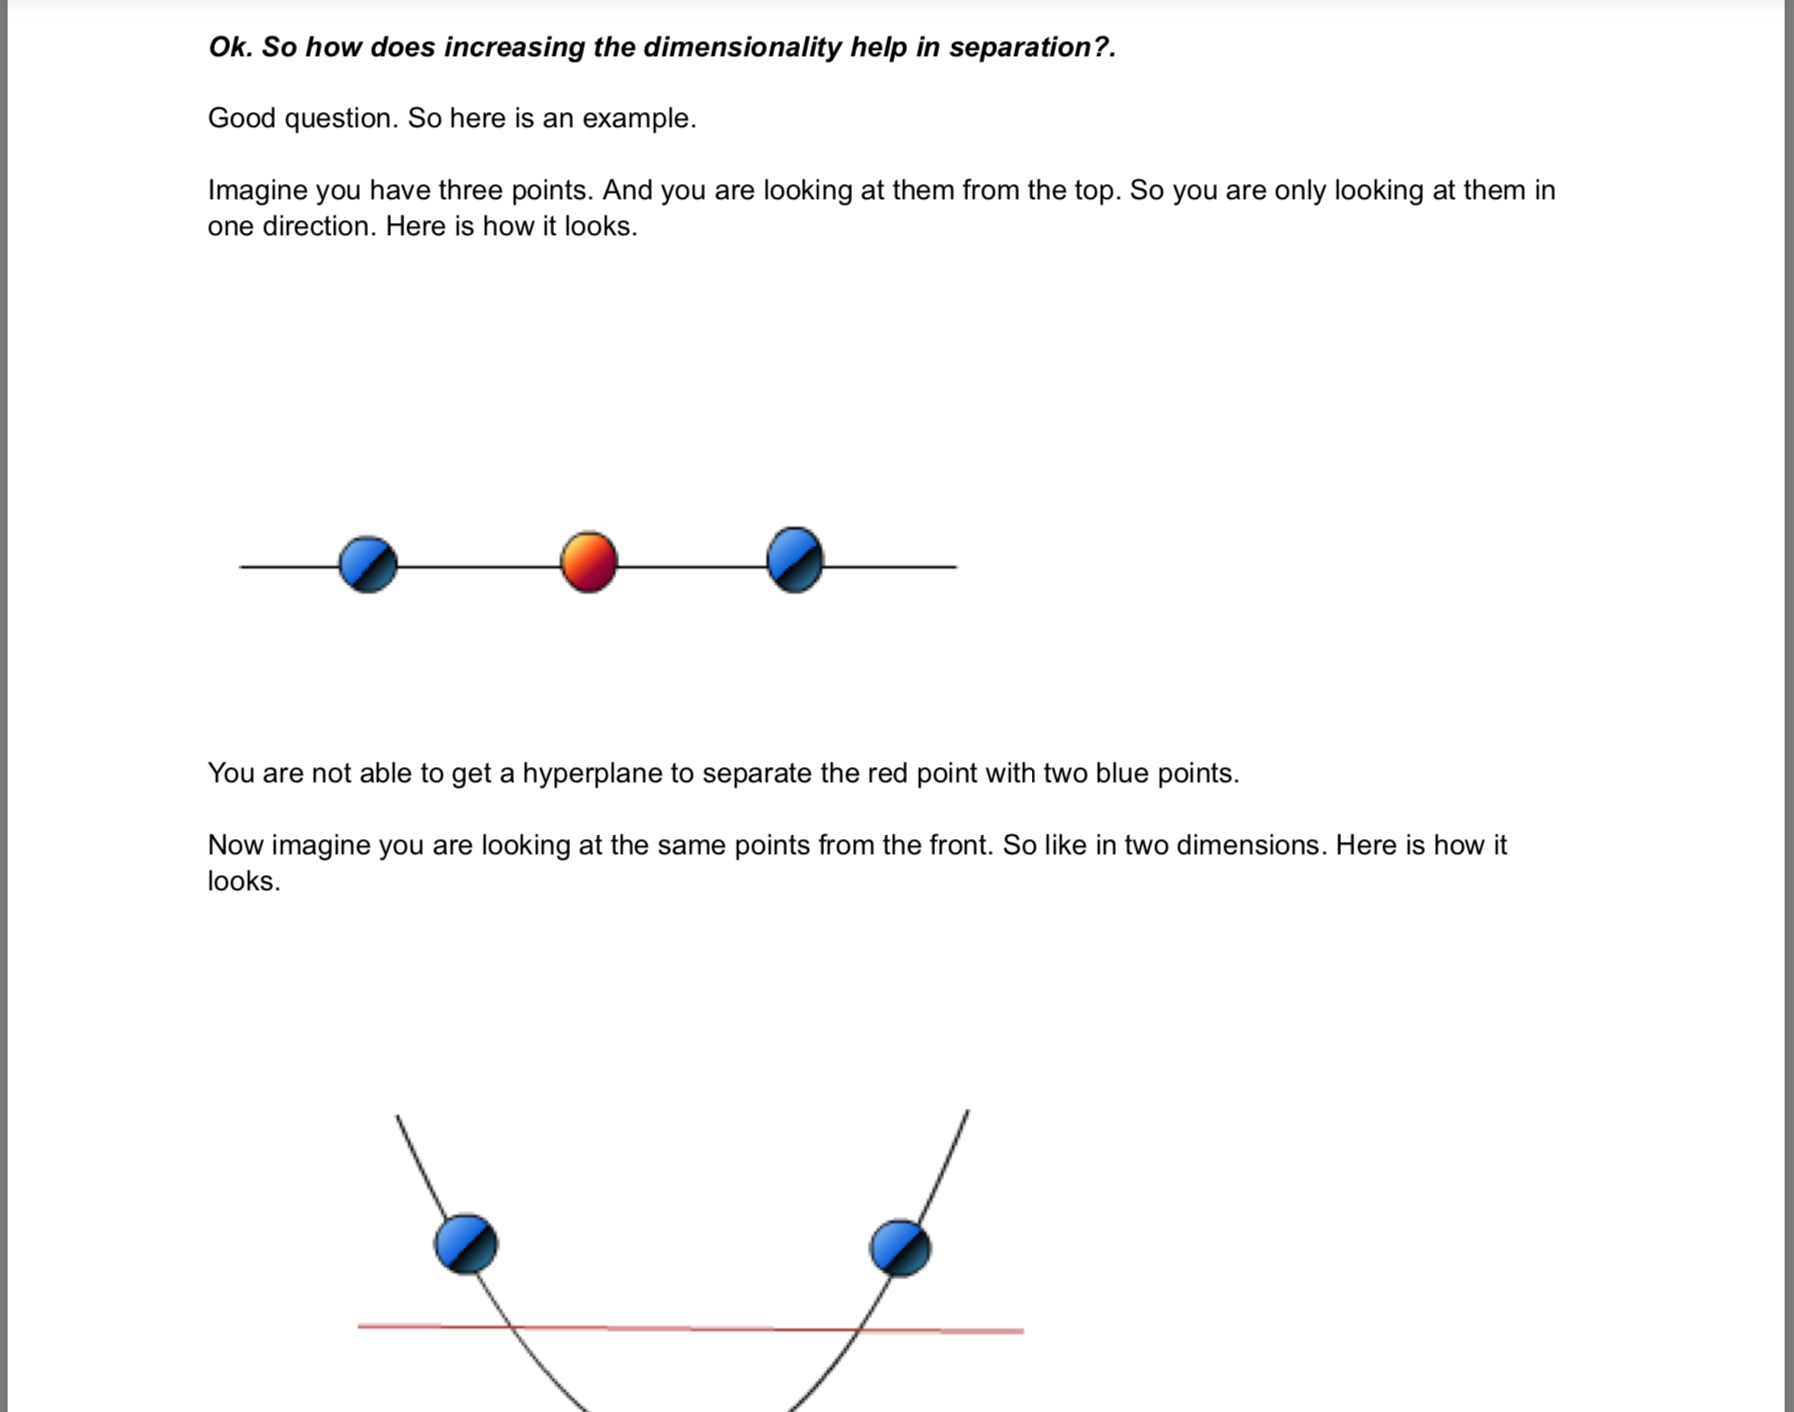 Ok. So how does increasing the dimensionality help in separation?.
Good question. So here is an example.
Imagine you have three points. And you are looking at them from the top. So you are only looking at them in
one direction. Here is how it looks.
You are not able to get a hyperplane to separate the red point with two blue points.
Now imagine you are looking at the same points from the front. So like in two dimensions. Here is how it
looks.